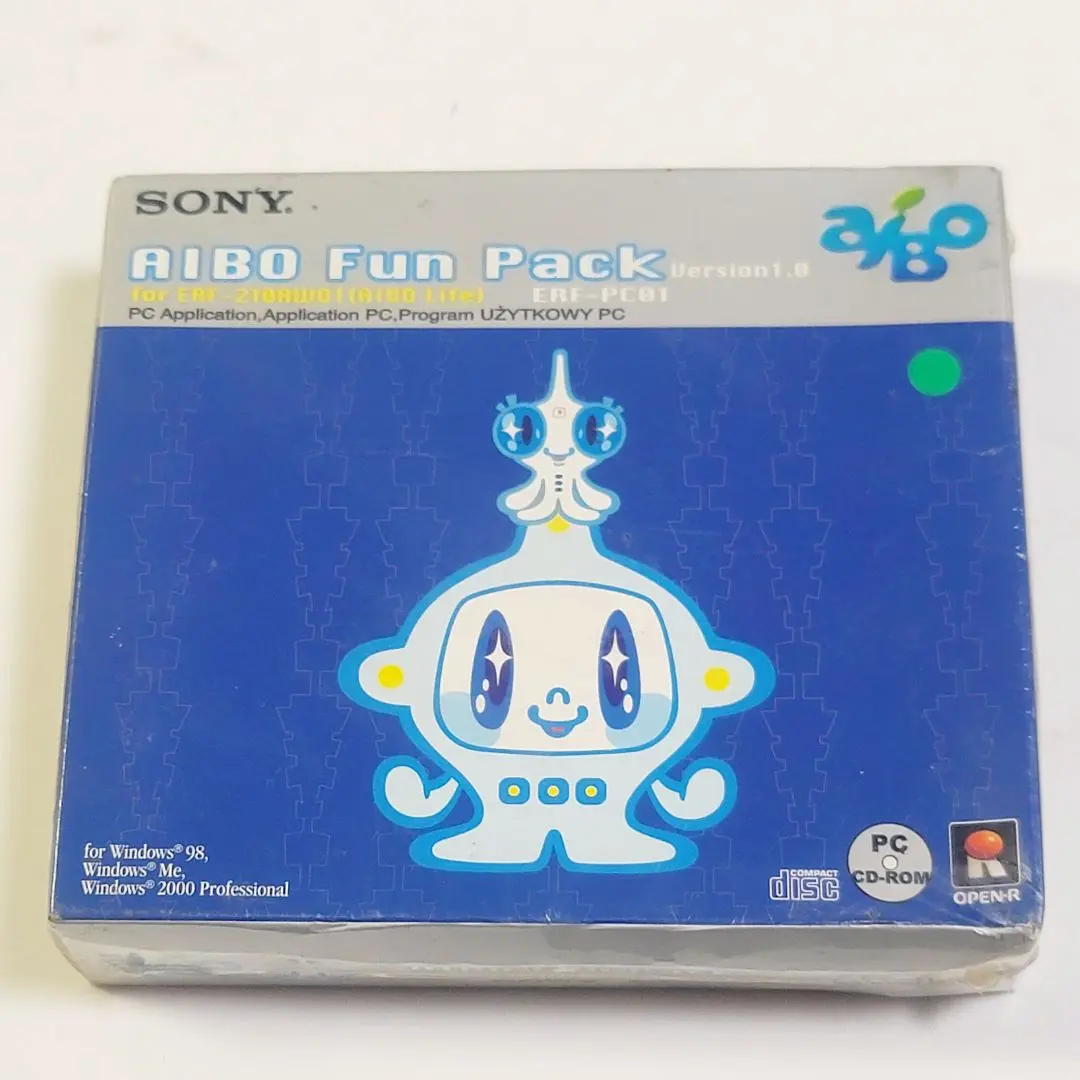 SONY.
aiBo
AIBO Fun Pack Version1.0
for ERF-210AW01(AIBO Life) ERF-PC01
PC Application,Application PC,Program UŻYTKOWY PC
for Windows® 98,
Windows® Me,
Windows® 2000 Professional
COMPACT
disc
PC
CD-ROM
OPEN-R